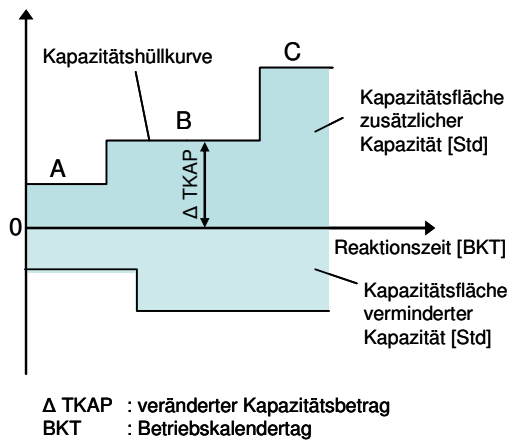 C
Kapazitätshüllkurve
Kapazitätsfläche
zusätzlicher
Kapazität [Std]
B
A
Δ TKAP
0
Reaktionszeit [BKT]
Kapazitätsfläche
verminderter
Kapazität [Std]
Δ TKAP : veränderter Kapazitätsbetrag
BKT : Betriebskalendertag